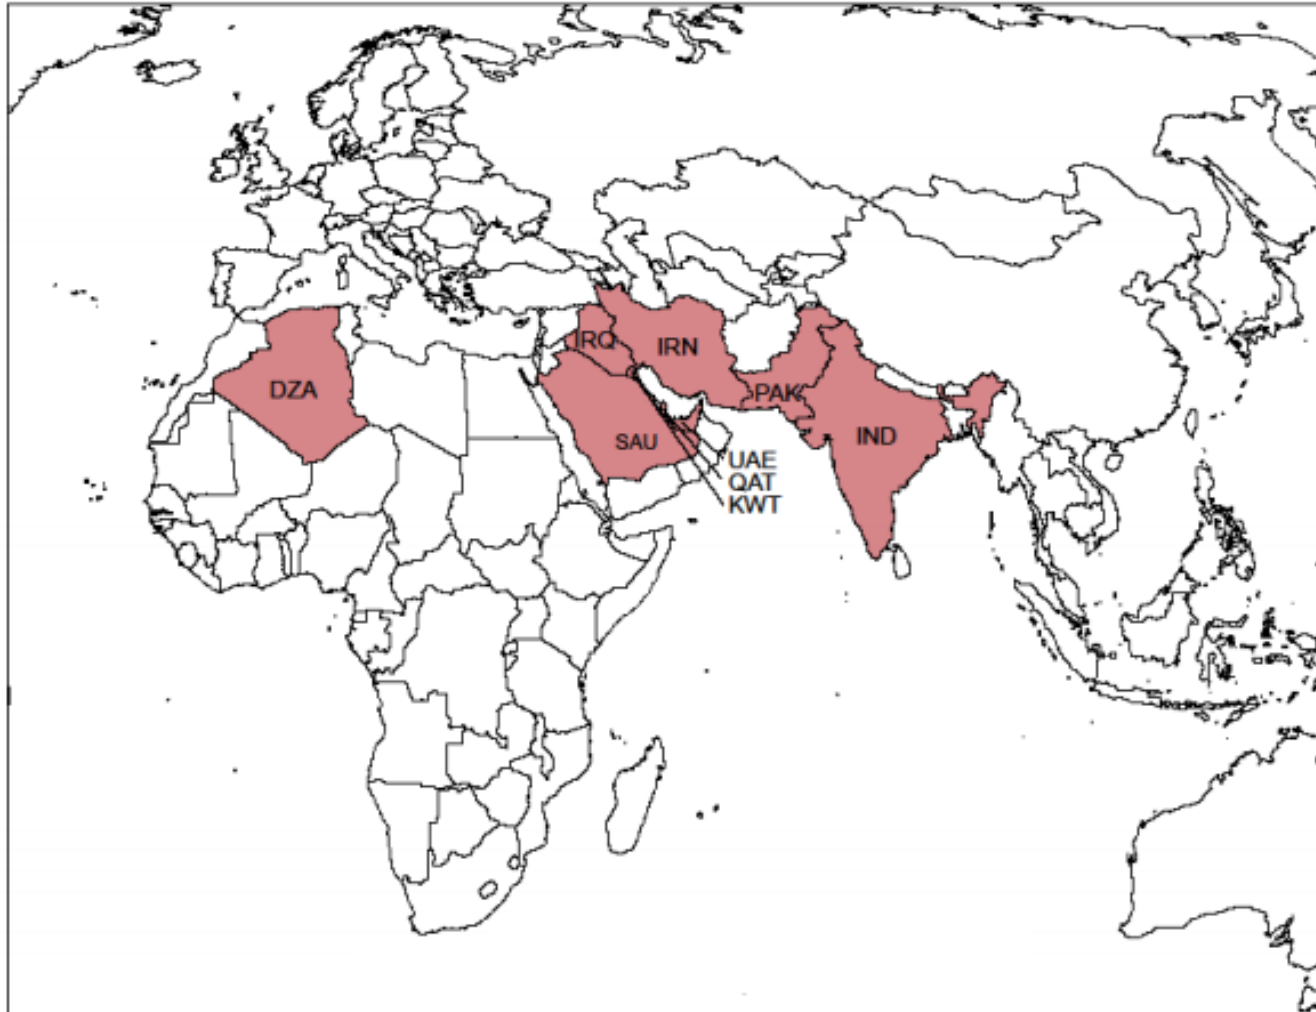 IRQ
IRN
DZA
PAK
SAU
IND
UAE
QAT
KWT